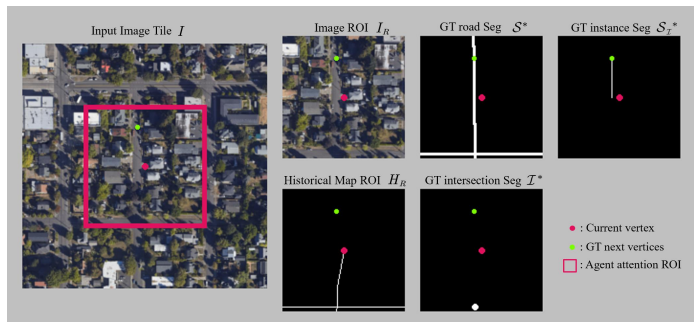 Input Image Tile I
Image ROI I_R
GT road Seg S*
GT instance Seg S_I*
Historical Map ROI H_R
GT intersection Seg I*
: Current vertex
: GT next vertices
: Agent attention ROI